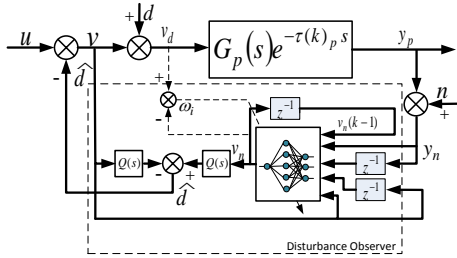 u
-
v
d̂
+
d
v_d
G_p(s)e^{-τ(k)_p s}
y_p
n
+
y_n
+
-
ω_i
z^{-1}
v_n(k-1)
Q(s)
-
+
d̂
Q(s)
v_n
z^{-1}
z^{-1}
Disturbance Observer